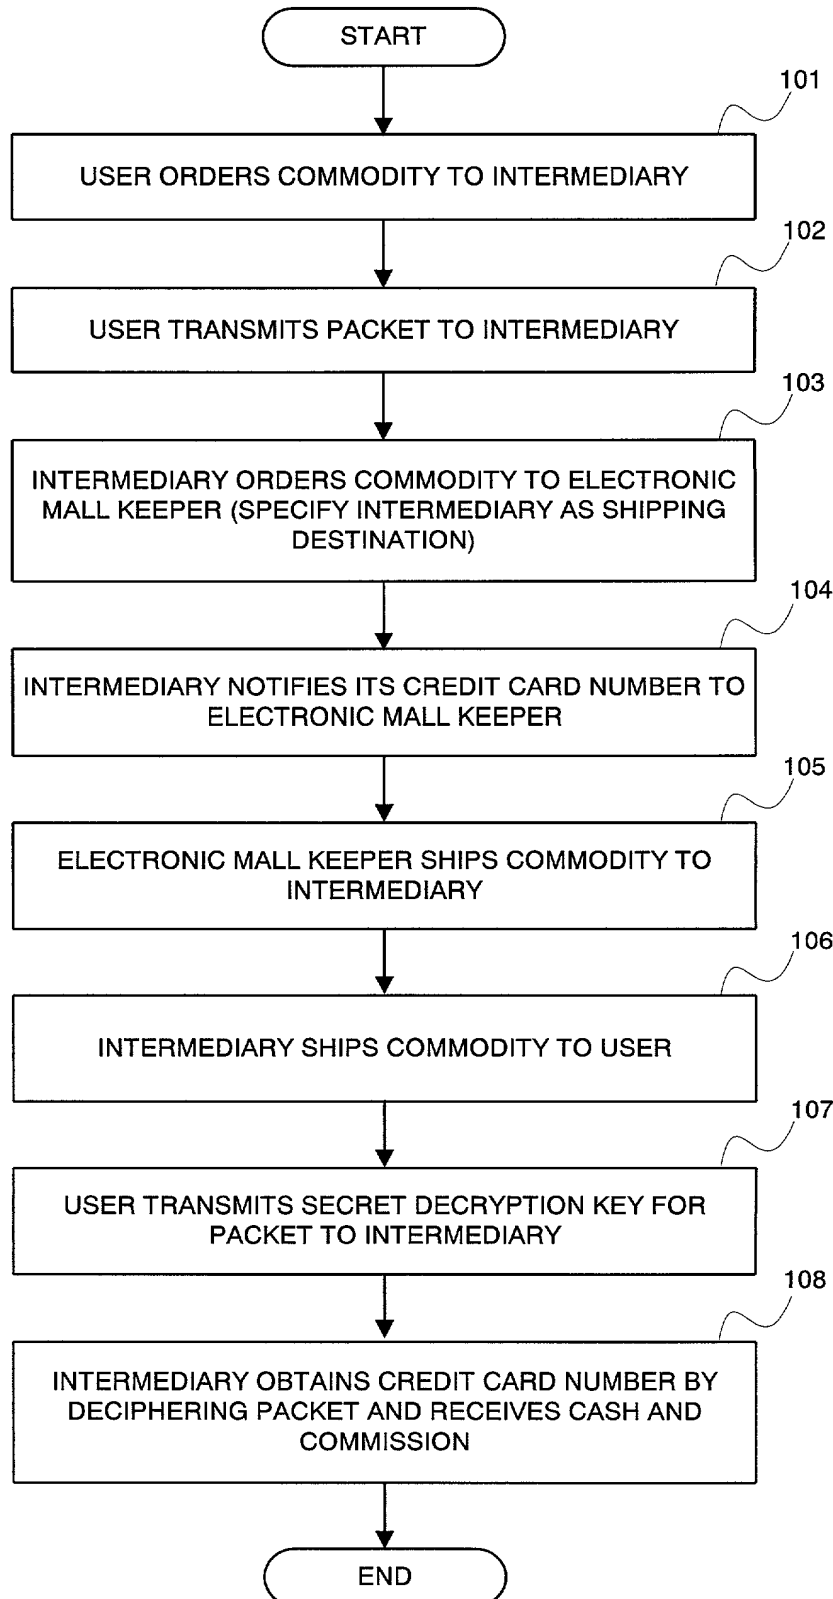 START
101
USER ORDERS COMMODITY TO INTERMEDIARY
102
USER TRANSMITS PACKET TO INTERMEDIARY
103
INTERMEDIARY ORDERS COMMODITY TO ELECTRONIC
MALL KEEPER (SPECIFY INTERMEDIARY AS SHIPPING
DESTINATION)
104
INTERMEDIARY NOTIFIES ITS CREDIT CARD NUMBER TO
ELECTRONIC MALL KEEPER
105
ELECTRONIC MALL KEEPER SHIPS COMMODITY TO
INTERMEDIARY
106
INTERMEDIARY SHIPS COMMODITY TO USER
107
USER TRANSMITS SECRET DECRYPTION KEY FOR
PACKET TO INTERMEDIARY
108
INTERMEDIARY OBTAINS CREDIT CARD NUMBER BY
DECIPHERING PACKET AND RECEIVES CASH AND
COMMISSION
END